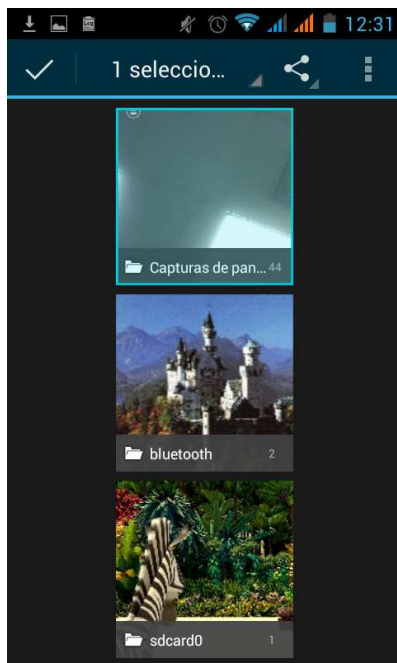 12:31
1 seleccio...
Capturas de pan... 44
bluetooth 2
sdcard0 1